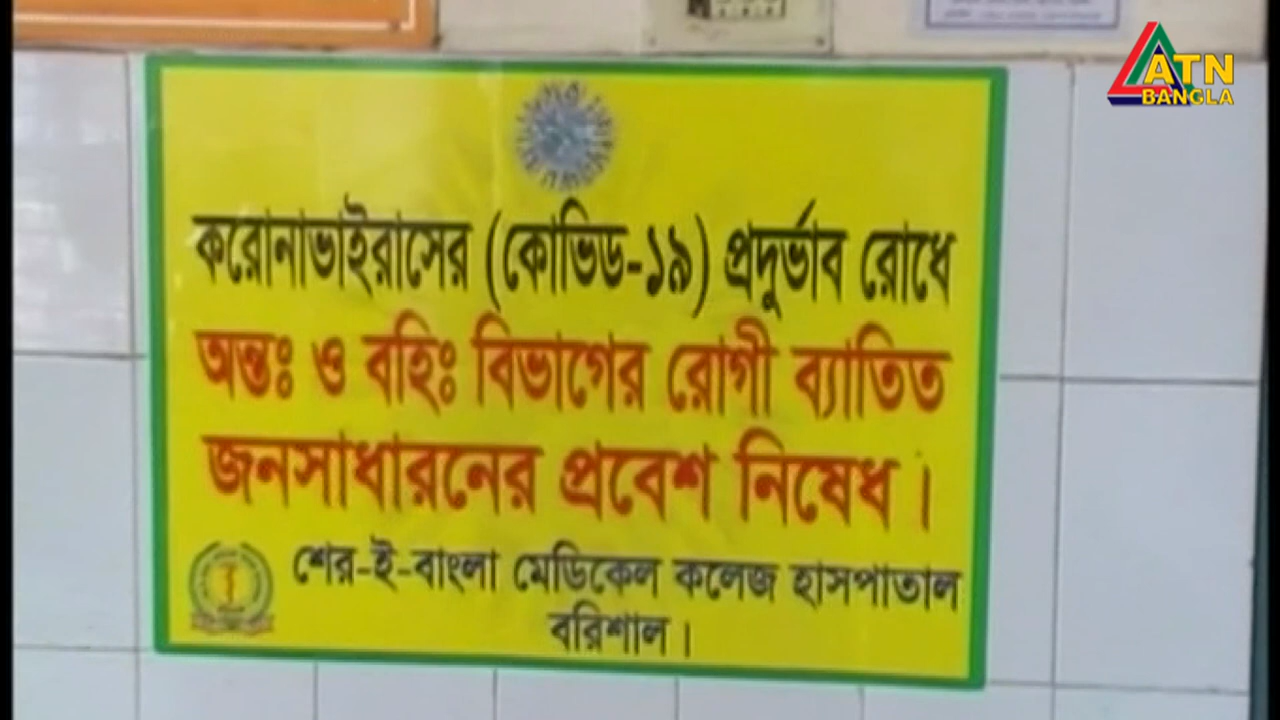 ATN
BANGLA
করোনাভাইরাসের (কোভিড-১৯) প্রদুর্ভাব রোধে
অন্তঃ ও বহিঃ বিভাগের রোগী ব্যাতিত
জনসাধারনের প্রবেশ নিষেধ।
শের-ই-বাংলা মেডিকেল কলেজ হাসপাতাল
বরিশাল।